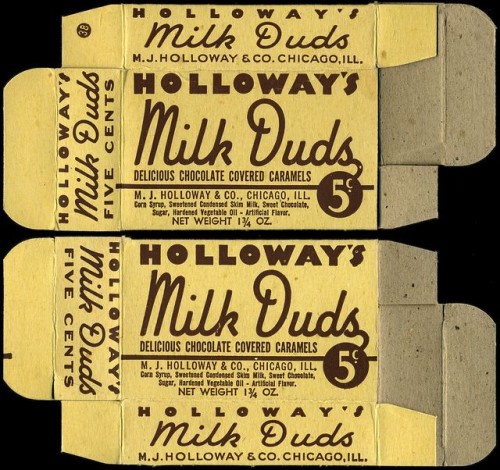 38
HOLLOWAY'S
Milk Duds
M.J. HOLLOWAY & CO. CHICAGO, ILL.
HOLLOWAY'S
Milk Duds
FIVE CENTS
HOLLOWAY'S
Milk Duds
DELICIOUS CHOCOLATE COVERED CARAMELS
5¢
M. J. HOLLOWAY & CO., CHICAGO, ILL.
Corn Syrup, Sweetened Condensed Skim Milk, Sweet Chocolate,
Sugar, Hardened Vegetable Oil - Artificial Flavor.
NET WEIGHT 1¾ OZ.
HOLLOWAY'S
Milk Duds
FIVE CENTS
HOLLOWAY'S
Milk Duds
DELICIOUS CHOCOLATE COVERED CARAMELS
5¢
M. J. HOLLOWAY & CO., CHICAGO, ILL.
Corn Syrup, Sweetened Condensed Skim Milk, Sweet Chocolate,
Sugar, Hardened Vegetable Oil - Artificial Flavor.
NET WEIGHT 1¾ OZ.
HOLLOWAY'S
Milk Duds
M.J. HOLLOWAY & CO. CHICAGO, ILL.